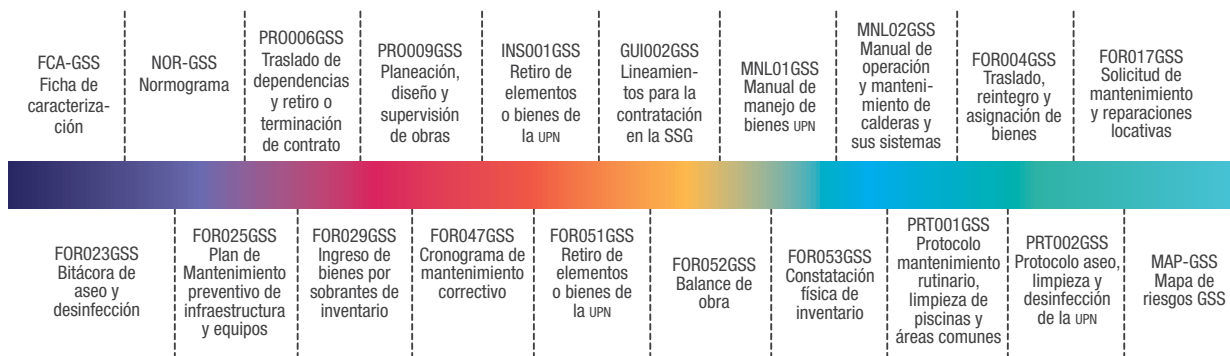 FCA-GSS
Ficha de
caracteriza-
ción
NOR-GSS
Normograma
PRO006GSS
Traslado de
dependencias
y retiro o
terminación
de contrato
PRO009GSS
Planeación,
diseño y
supervisión
de obras
INS001GSS
Retiro de
elementos
o bienes de
la UPN
GUI002GSS
Lineamien-
tos para la
contratación
en la SSG
MNL01GSS
Manual de
manejo de
bienes UPN
MNL02GSS
Manual de
operación
y manteni-
miento de
calderas y
sus sistemas
FOR004GSS
Traslado,
reintegro y
asignación de
bienes
FOR017GSS
Solicitud de
mantenimiento
y reparaciones
locativas
FOR023GSS
Bitácora de
aseo y
desinfección
FOR025GSS
Plan de
Mantenimiento
preventivo de
infraestructura
y equipos
FOR029GSS
Ingreso de
bienes por
sobrantes de
inventario
FOR047GSS
Cronograma de
mantenimiento
correctivo
FOR051GSS
Retiro de
elementos
o bienes de
la UPN
FOR052GSS
Balance de
obra
FOR053GSS
Constatación
física de
inventario
PRT001GSS
Protocolo
mantenimiento
rutinario,
limpieza de
piscinas y
áreas comunes
PRT002GSS
Protocolo aseo,
limpieza y
desinfección
de la UPN
MAP-GSS
Mapa de
riesgos GSS